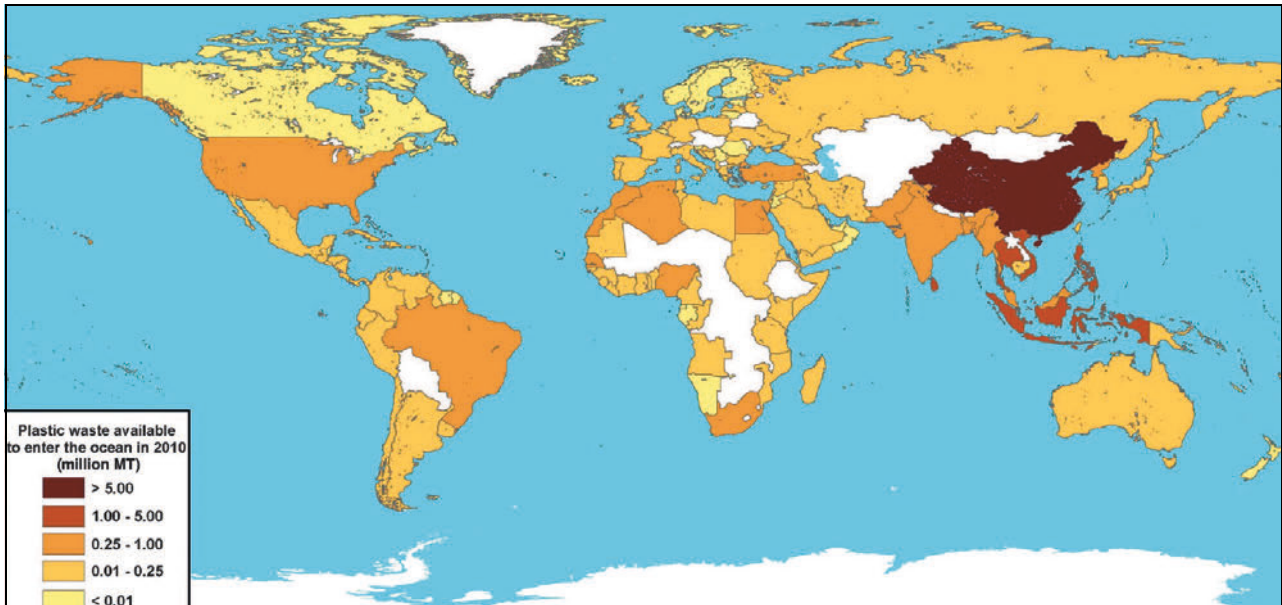 Plastic waste available
to enter the ocean in 2010
(million MT)
> 5.00
1.00 - 5.00
0.25 - 1.00
0.01 - 0.25
< 0.01